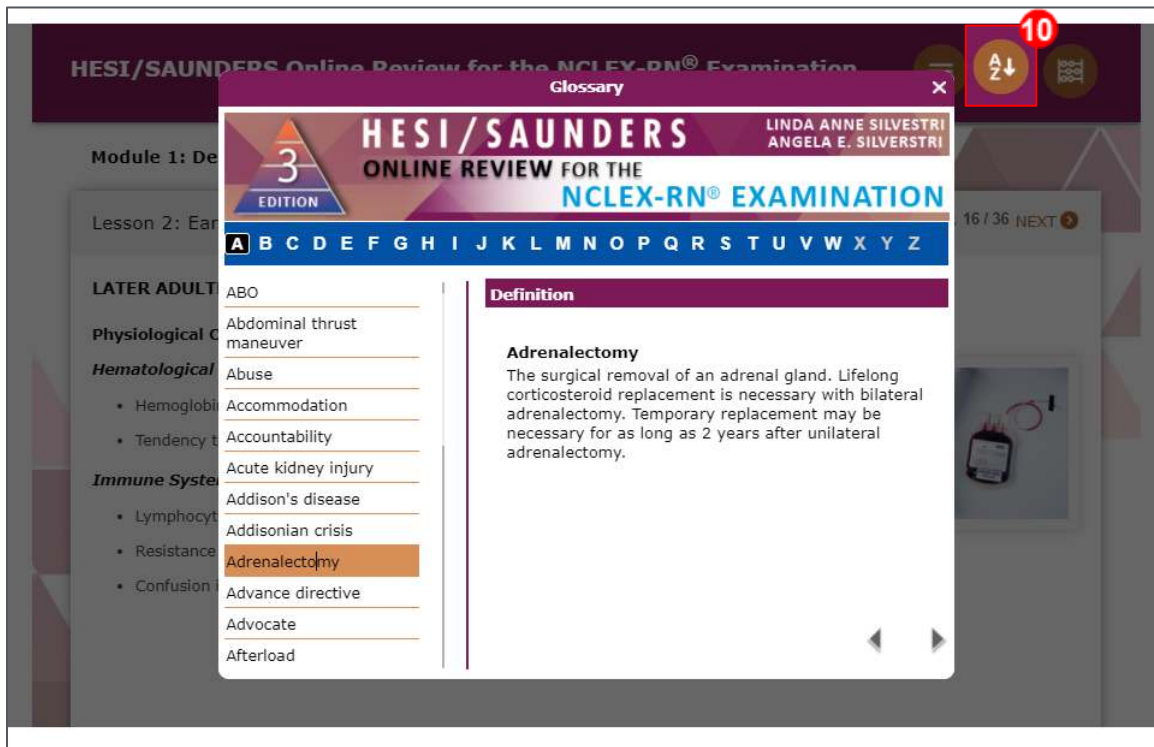 10
HESI/SAUNDERS Online Review for the NCLEX-RN® Examination
A
Z
Glossary
HESI/SAUNDERS
LINDA ANNE SILVESTRI
ANGELA E. SILVERSTRI
3
EDITION
ONLINE REVIEW FOR THE
NCLEX-RN® EXAMINATION
Module 1: De
Lesson 2: Ear
16 / 36 NEXT
A B C D E F G H I J K L M N O P Q R S T U V W X Y Z
LATER ADULT
Physiological C
Hematological
• Hemoglobi
• Tendency t
Immune Syste
• Lymphocyt
• Resistance
• Confusion i
ABO
Abdominal thrust
maneuver
Abuse
Accommodation
Accountability
Acute kidney injury
Addison's disease
Addisonian crisis
Adrenalectomy
Advance directive
Advocate
Afterload
Definition
Adrenalectomy
The surgical removal of an adrenal gland. Lifelong
corticosteroid replacement is necessary with bilateral
adrenalectomy. Temporary replacement may be
necessary for as long as 2 years after unilateral
adrenalectomy.